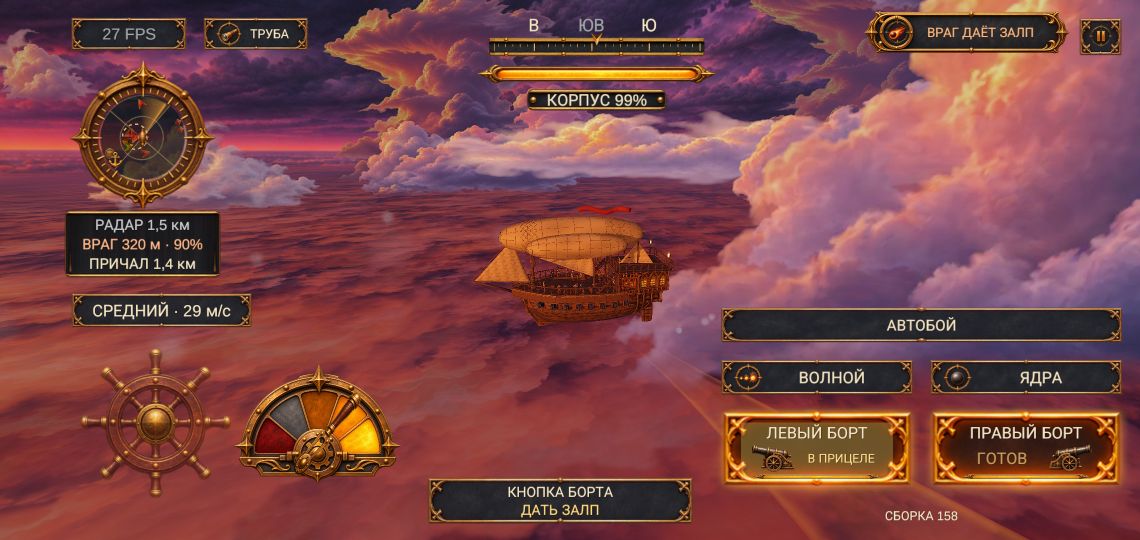 27 FPS
ТРУБА
В ЮВ Ю
ВРАГ ДАЁТ ЗАЛП
КОРПУС 99%
РАДАР 1,5 км
ВРАГ 320 м · 90%
ПРИЧАЛ 1,4 км
СРЕДНИЙ · 29 м/с
АВТОБОЙ
ВОЛНОЙ
ЯДРА
ЛЕВЫЙ БОРТ
В ПРИЦЕЛЕ
ПРАВЫЙ БОРТ
ГОТОВ
КНОПКА БОРТА
ДАТЬ ЗАЛП
СБОРКА 158